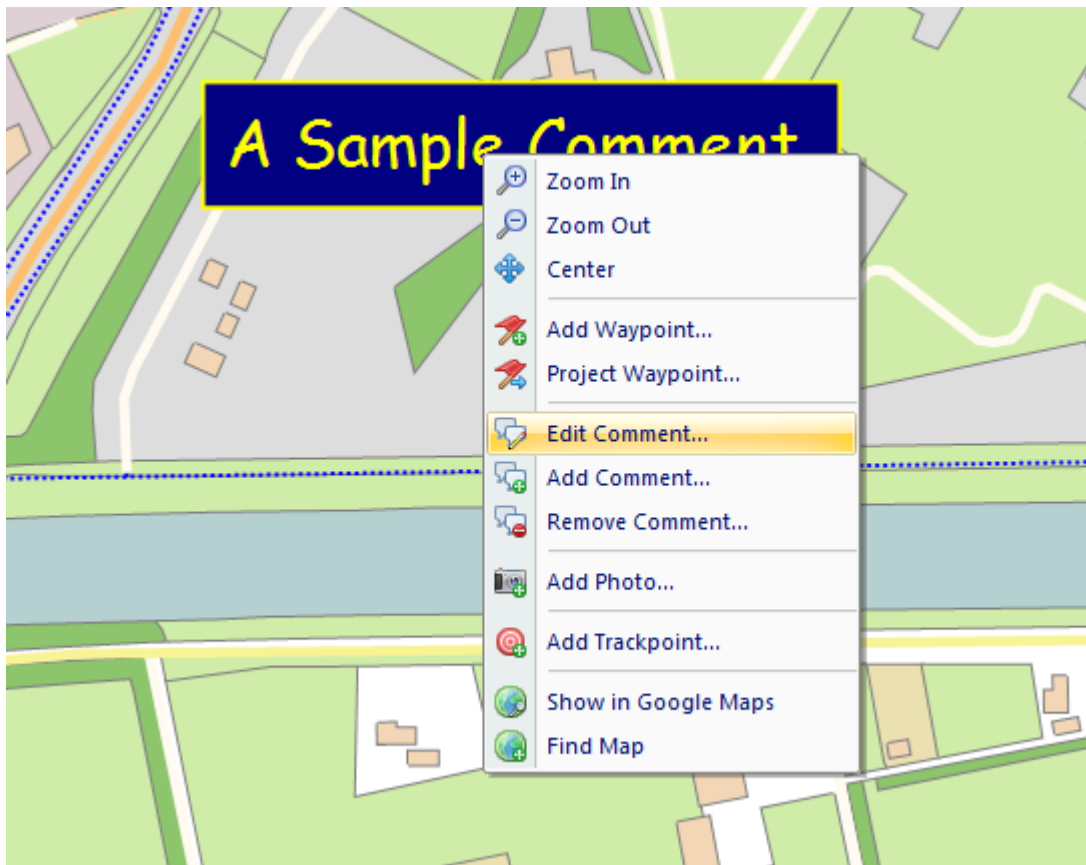 A Sample Comment
Zoom In
Zoom Out
Center
Add Waypoint...
Project Waypoint...
Edit Comment...
Add Comment...
Remove Comment...
Add Photo...
Add Trackpoint...
Show in Google Maps
Find Map